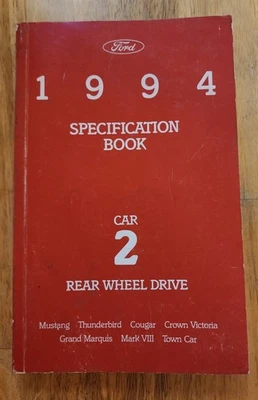 Ford
1994
SPECIFICATION
BOOK
CAR
2
REAR WHEEL DRIVE
Mustang Thunderbird Cougar Crown Victoria
Grand Marquis Mark VIII Town Car